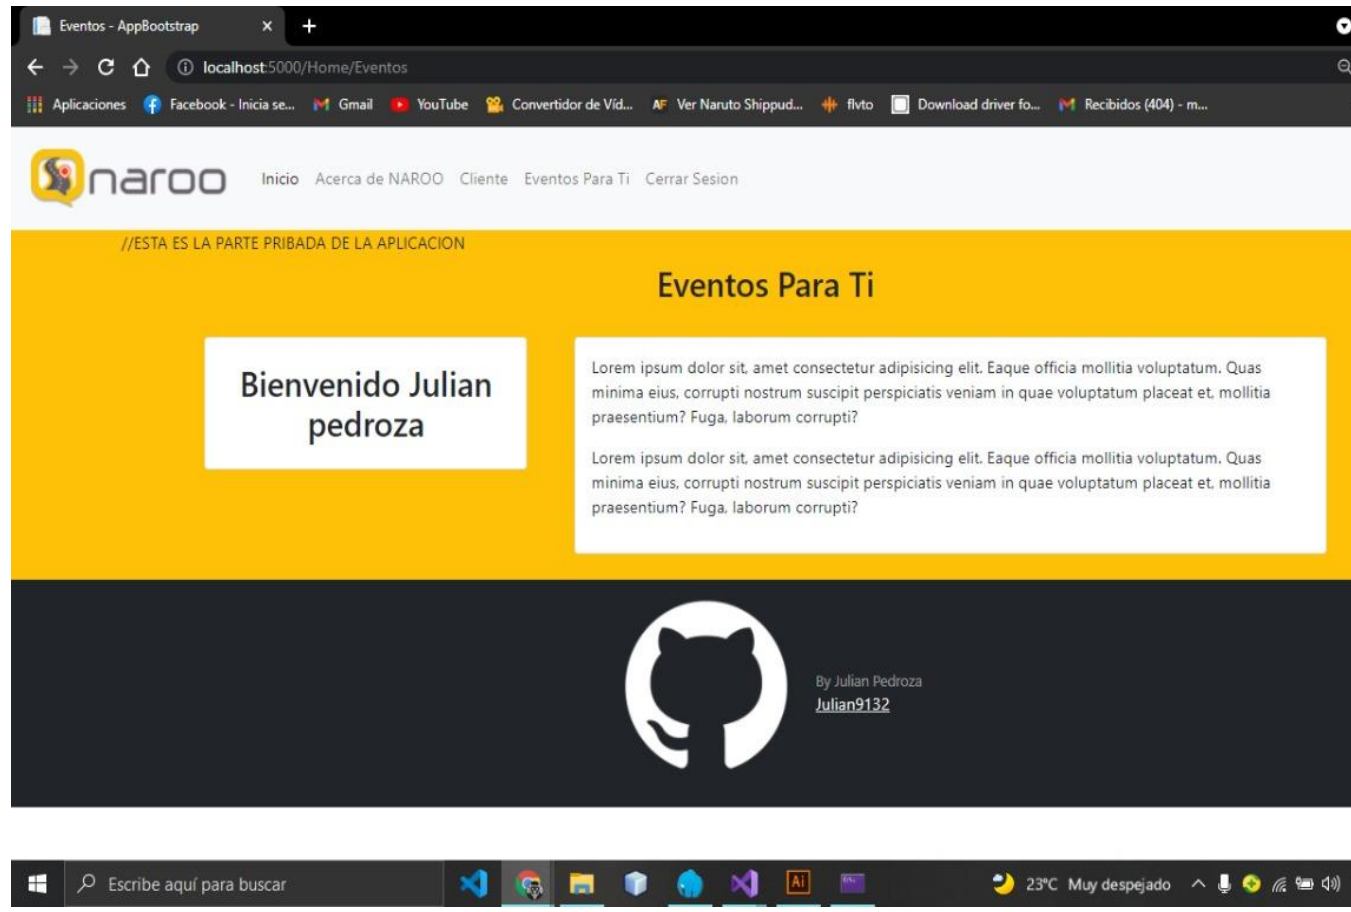 Eventos - AppBootstrap
localhost:5000/Home/Eventos
Aplicaciones
Facebook - Inicia se...
Gmail
YouTube
Convertidor de Víd...
AF Ver Naruto Shippud...
flvto
Download driver fo...
Recibidos (404) - m...
naroo
Inicio Acerca de NAROO Cliente Eventos Para Ti Cerrar Sesion
//ESTA ES LA PARTE PRIBADA DE LA APLICACION
Eventos Para Ti
Bienvenido Julian
pedroza
Lorem ipsum dolor sit, amet consectetur adipisicing elit. Eaque officia mollitia voluptatum. Quas
minima eius, corrupti nostrum suscipit perspiciatis veniam in quae voluptatum placeat et, mollitia
praesentium? Fuga, laborum corrupti?
Lorem ipsum dolor sit, amet consectetur adipisicing elit. Eaque officia mollitia voluptatum. Quas
minima eius, corrupti nostrum suscipit perspiciatis veniam in quae voluptatum placeat et, mollitia
praesentium? Fuga, laborum corrupti?
By Julian Pedroza
Julian9132
Escribe aquí para buscar
Ai
23°C Muy despejado